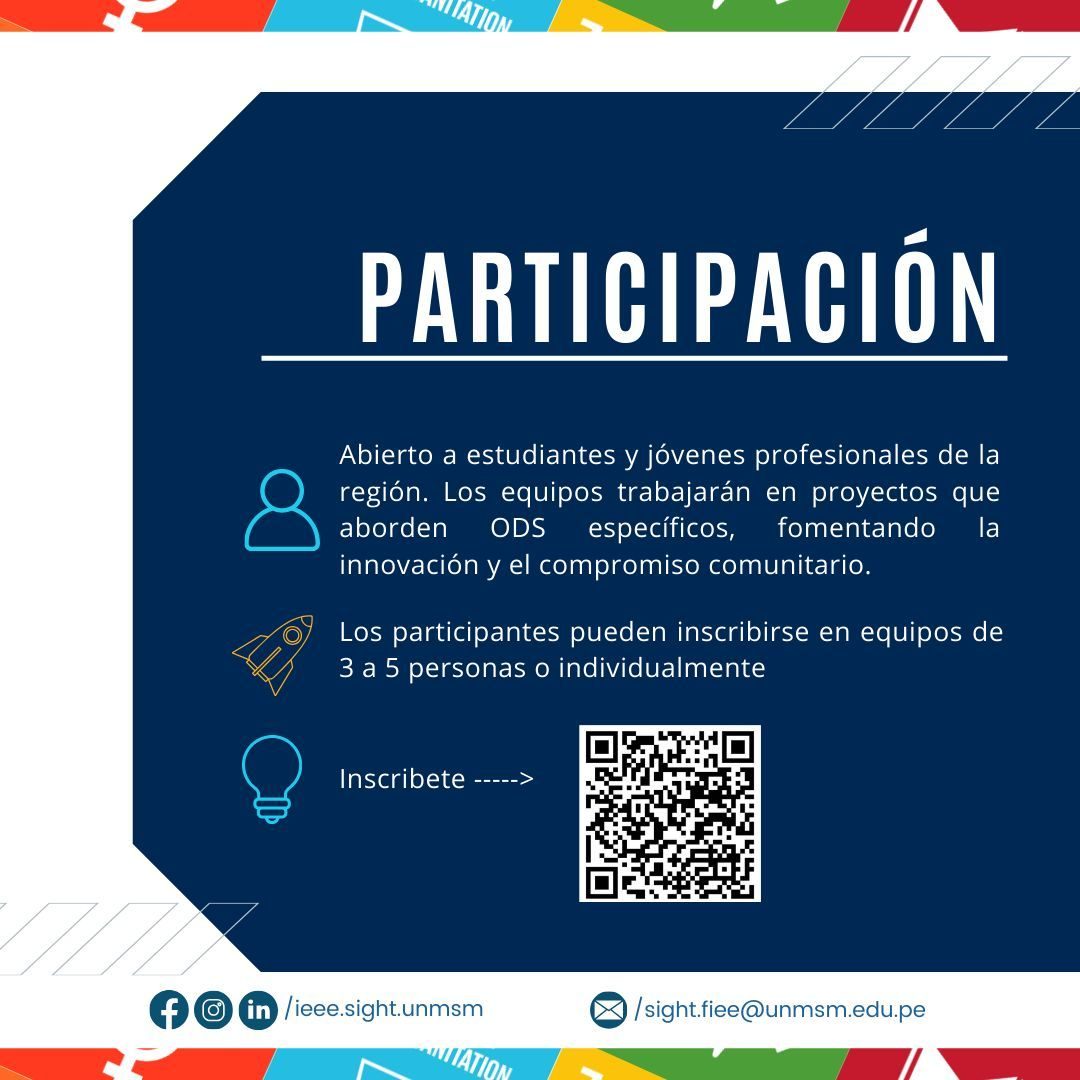 ANITATION
PARTICIPACIÓN
Abierto a estudiantes y jóvenes profesionales de la
región. Los equipos trabajarán en proyectos que
aborden ODS específicos, fomentando la
innovación y el compromiso comunitario.
Los participantes pueden inscribirse en equipos de
3 a 5 personas o individualmente
Inscribete ----->
/ieee.sight.unmsm
/sight.fiee@unmsm.edu.pe
ANITATION